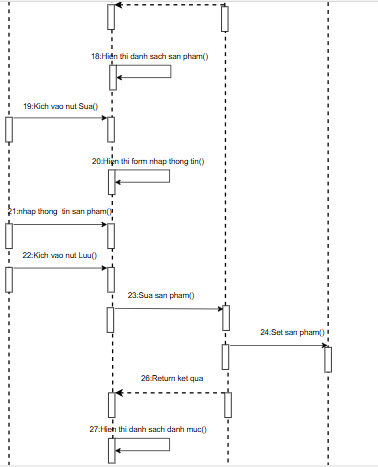 18:Hien thi danh sach san pham()
19:Kich vao nut Sua()
20:Hien thi form nhap thong tin()
21:nhap thong tin san pham()
22:Kich vao nut Luu()
23:Sua san pham()
24:Set san pham()
26:Return ket qua
27:Hien thi danh sach danh muc()